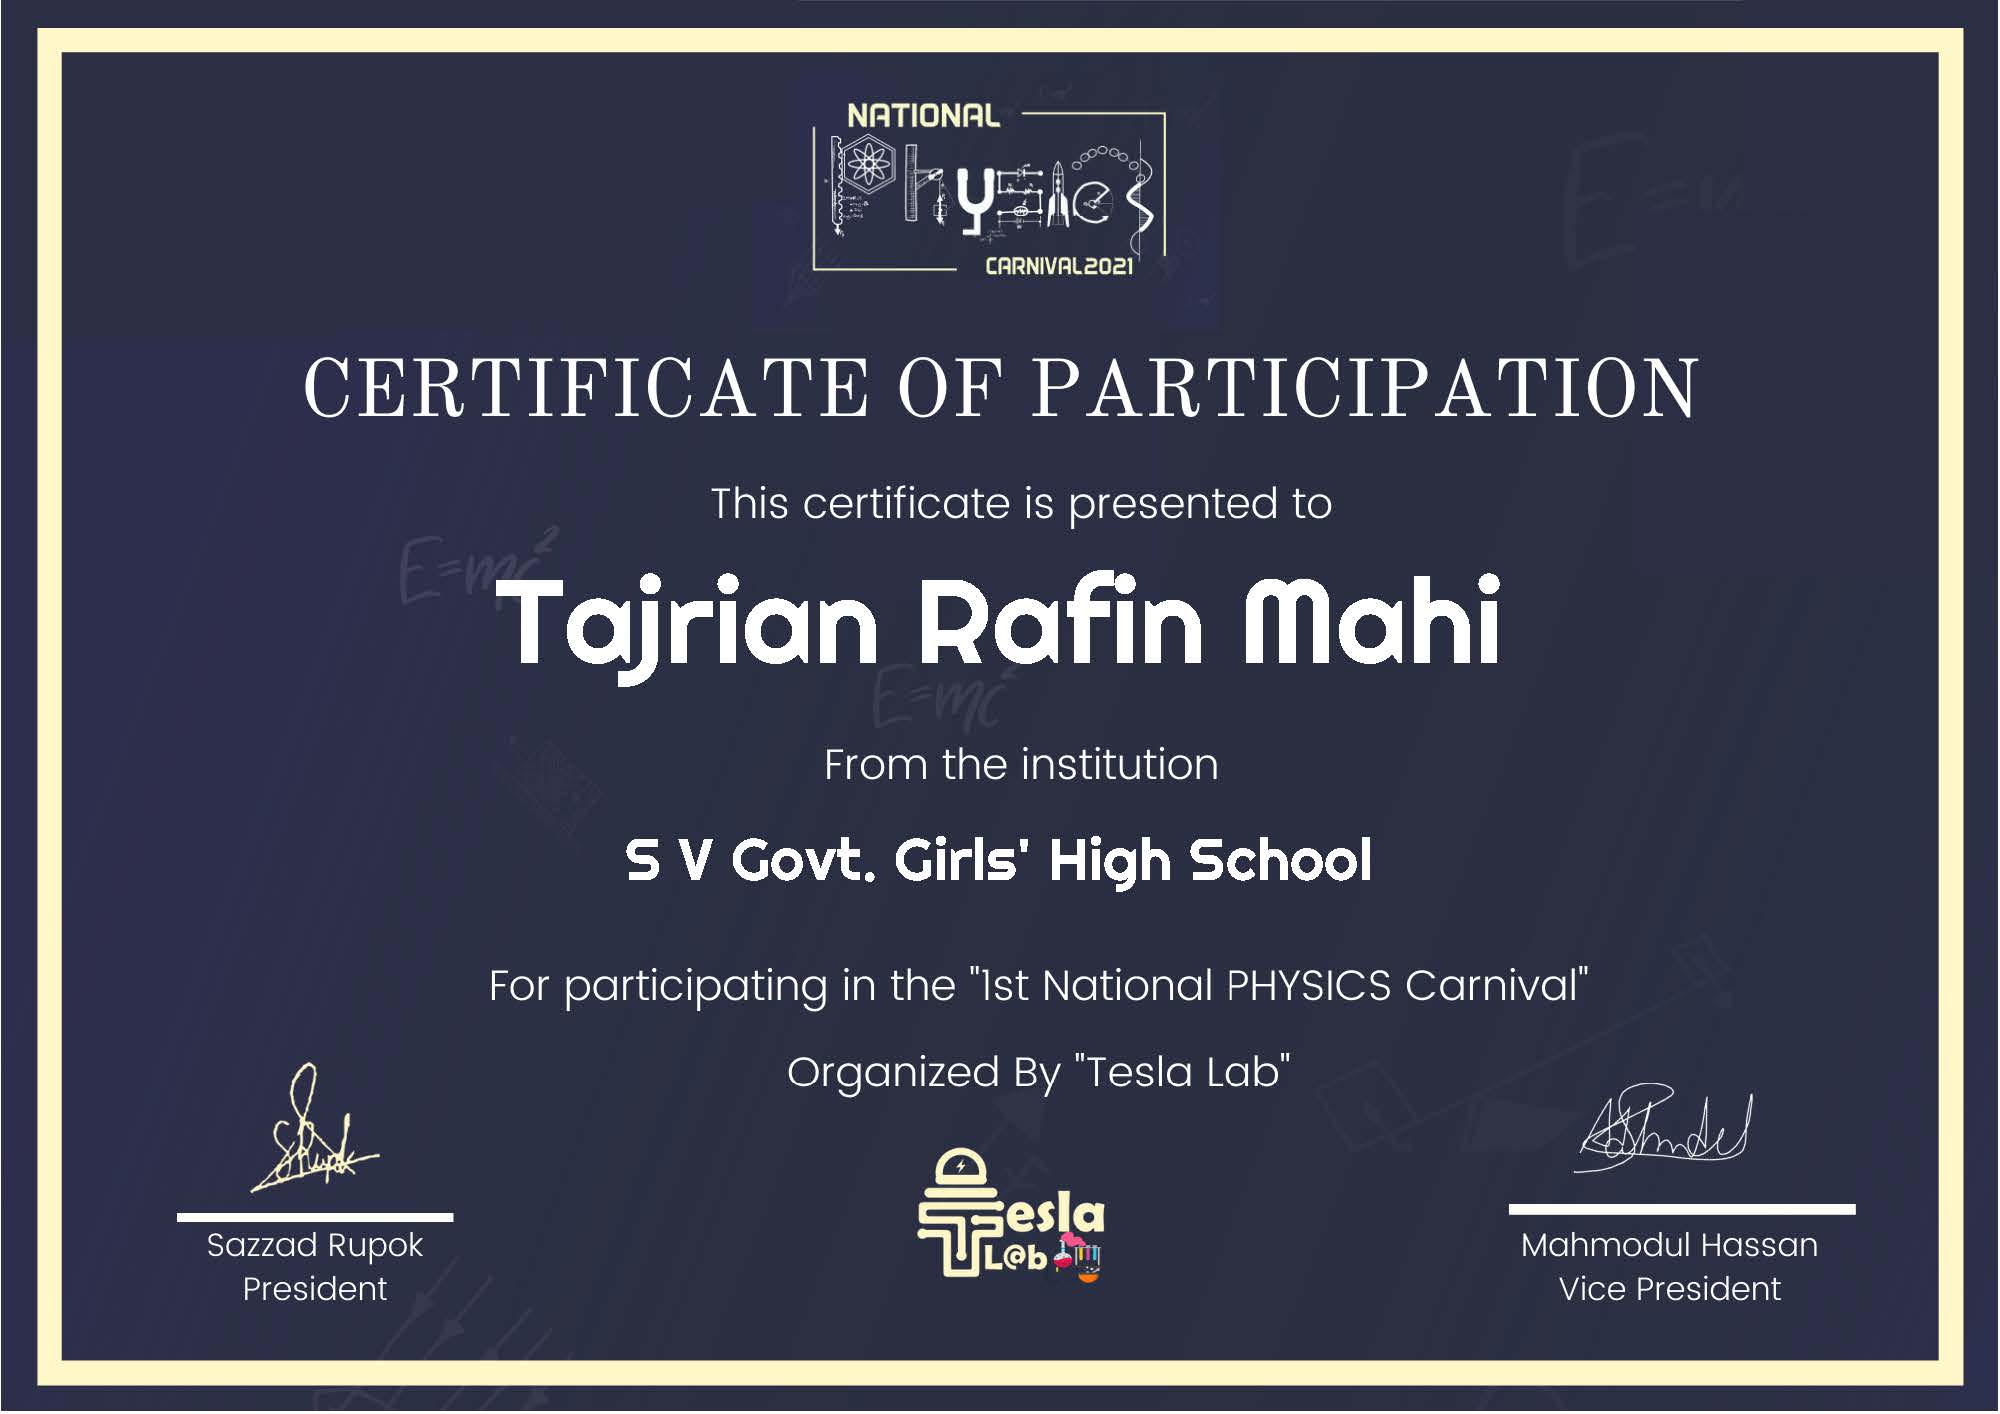 NATIONAL
Physics
CARNIVAL2021
CERTIFICATE OF PARTICIPATION
This certificate is presented to
E=mc²
Tajrian Rafin Mahi
E=mc²
From the institution
S V Govt. Girls' High School
For participating in the "1st National PHYSICS Carnival"
Organized By "Tesla Lab"
Tesla
L@b
Sazzad Rupok
President
Mahmodul Hassan
Vice President